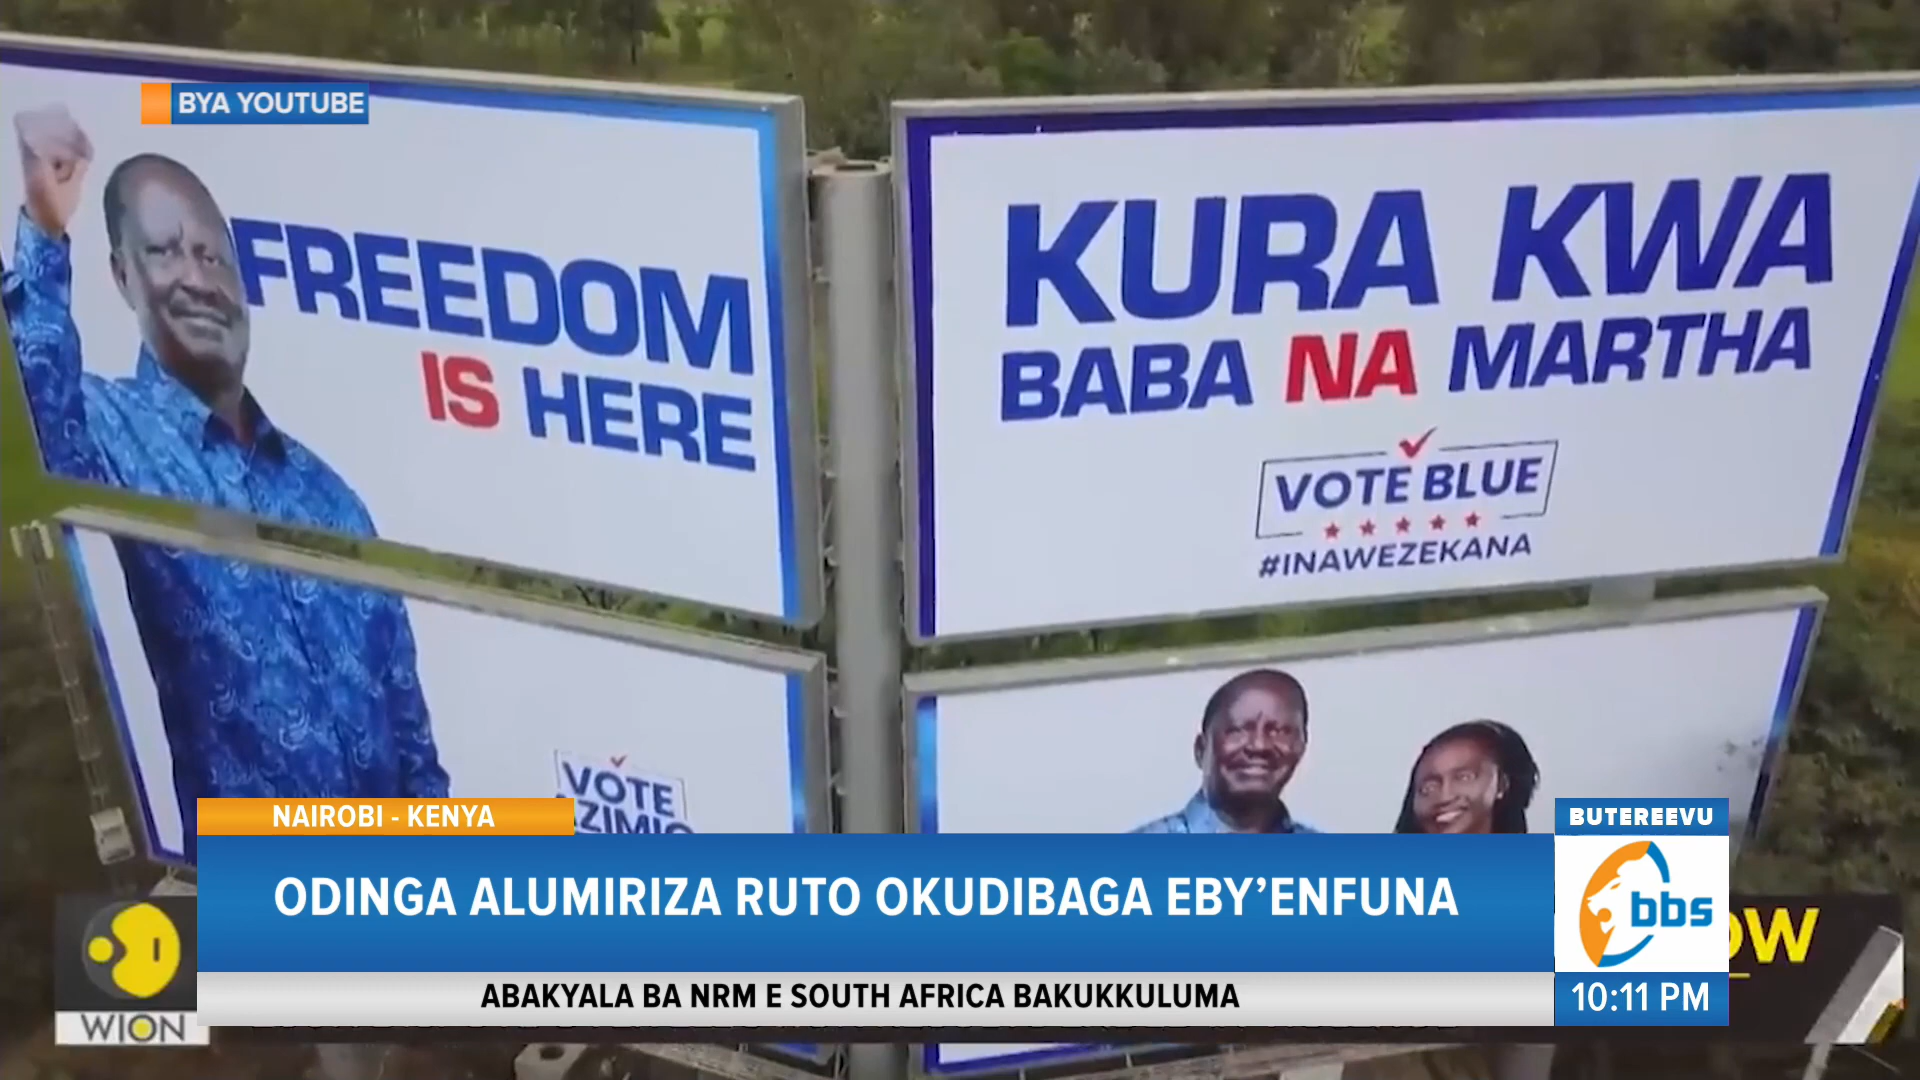 BYA YOUTUBE
FREEDOM
IS HERE
KURA KWA
BABA NA MARTHA
VOTE BLUE
#INAWEZEKANA
VOTE
AZIMIO
NAIROBI - KENYA
ODINGA ALUMIRIZA RUTO OKUDIBAGA EBY'ENFUNA
ABAKYALA BA NRM E SOUTH AFRICA BAKUKKULUMA
BUTEREEVU
bbs
10:11 PM
WION